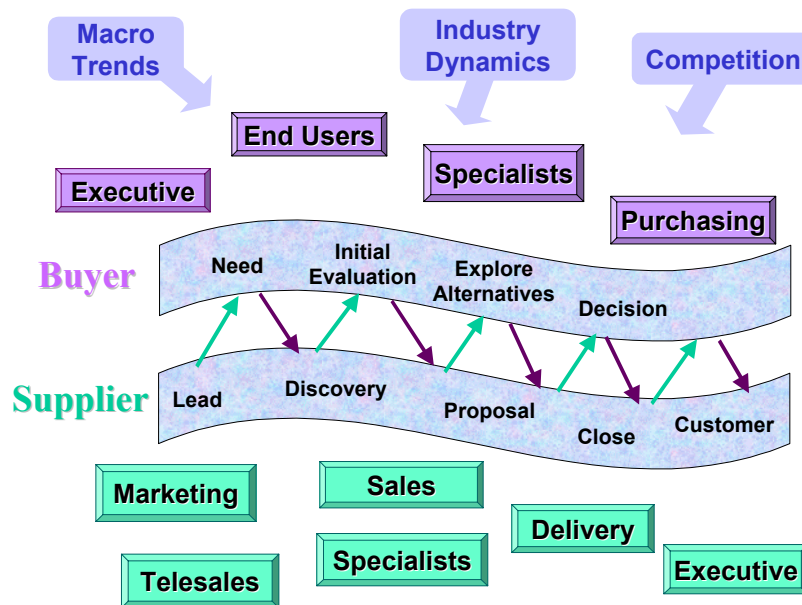 Macro
Trends
Industry
Dynamics
Competition
End Users
Executive
Specialists
Purchasing
Buyer
Need
Initial
Evaluation
Explore
Alternatives
Decision
Supplier
Lead
Discovery
Proposal
Close
Customer
Marketing
Sales
Delivery
Telesales
Specialists
Executive